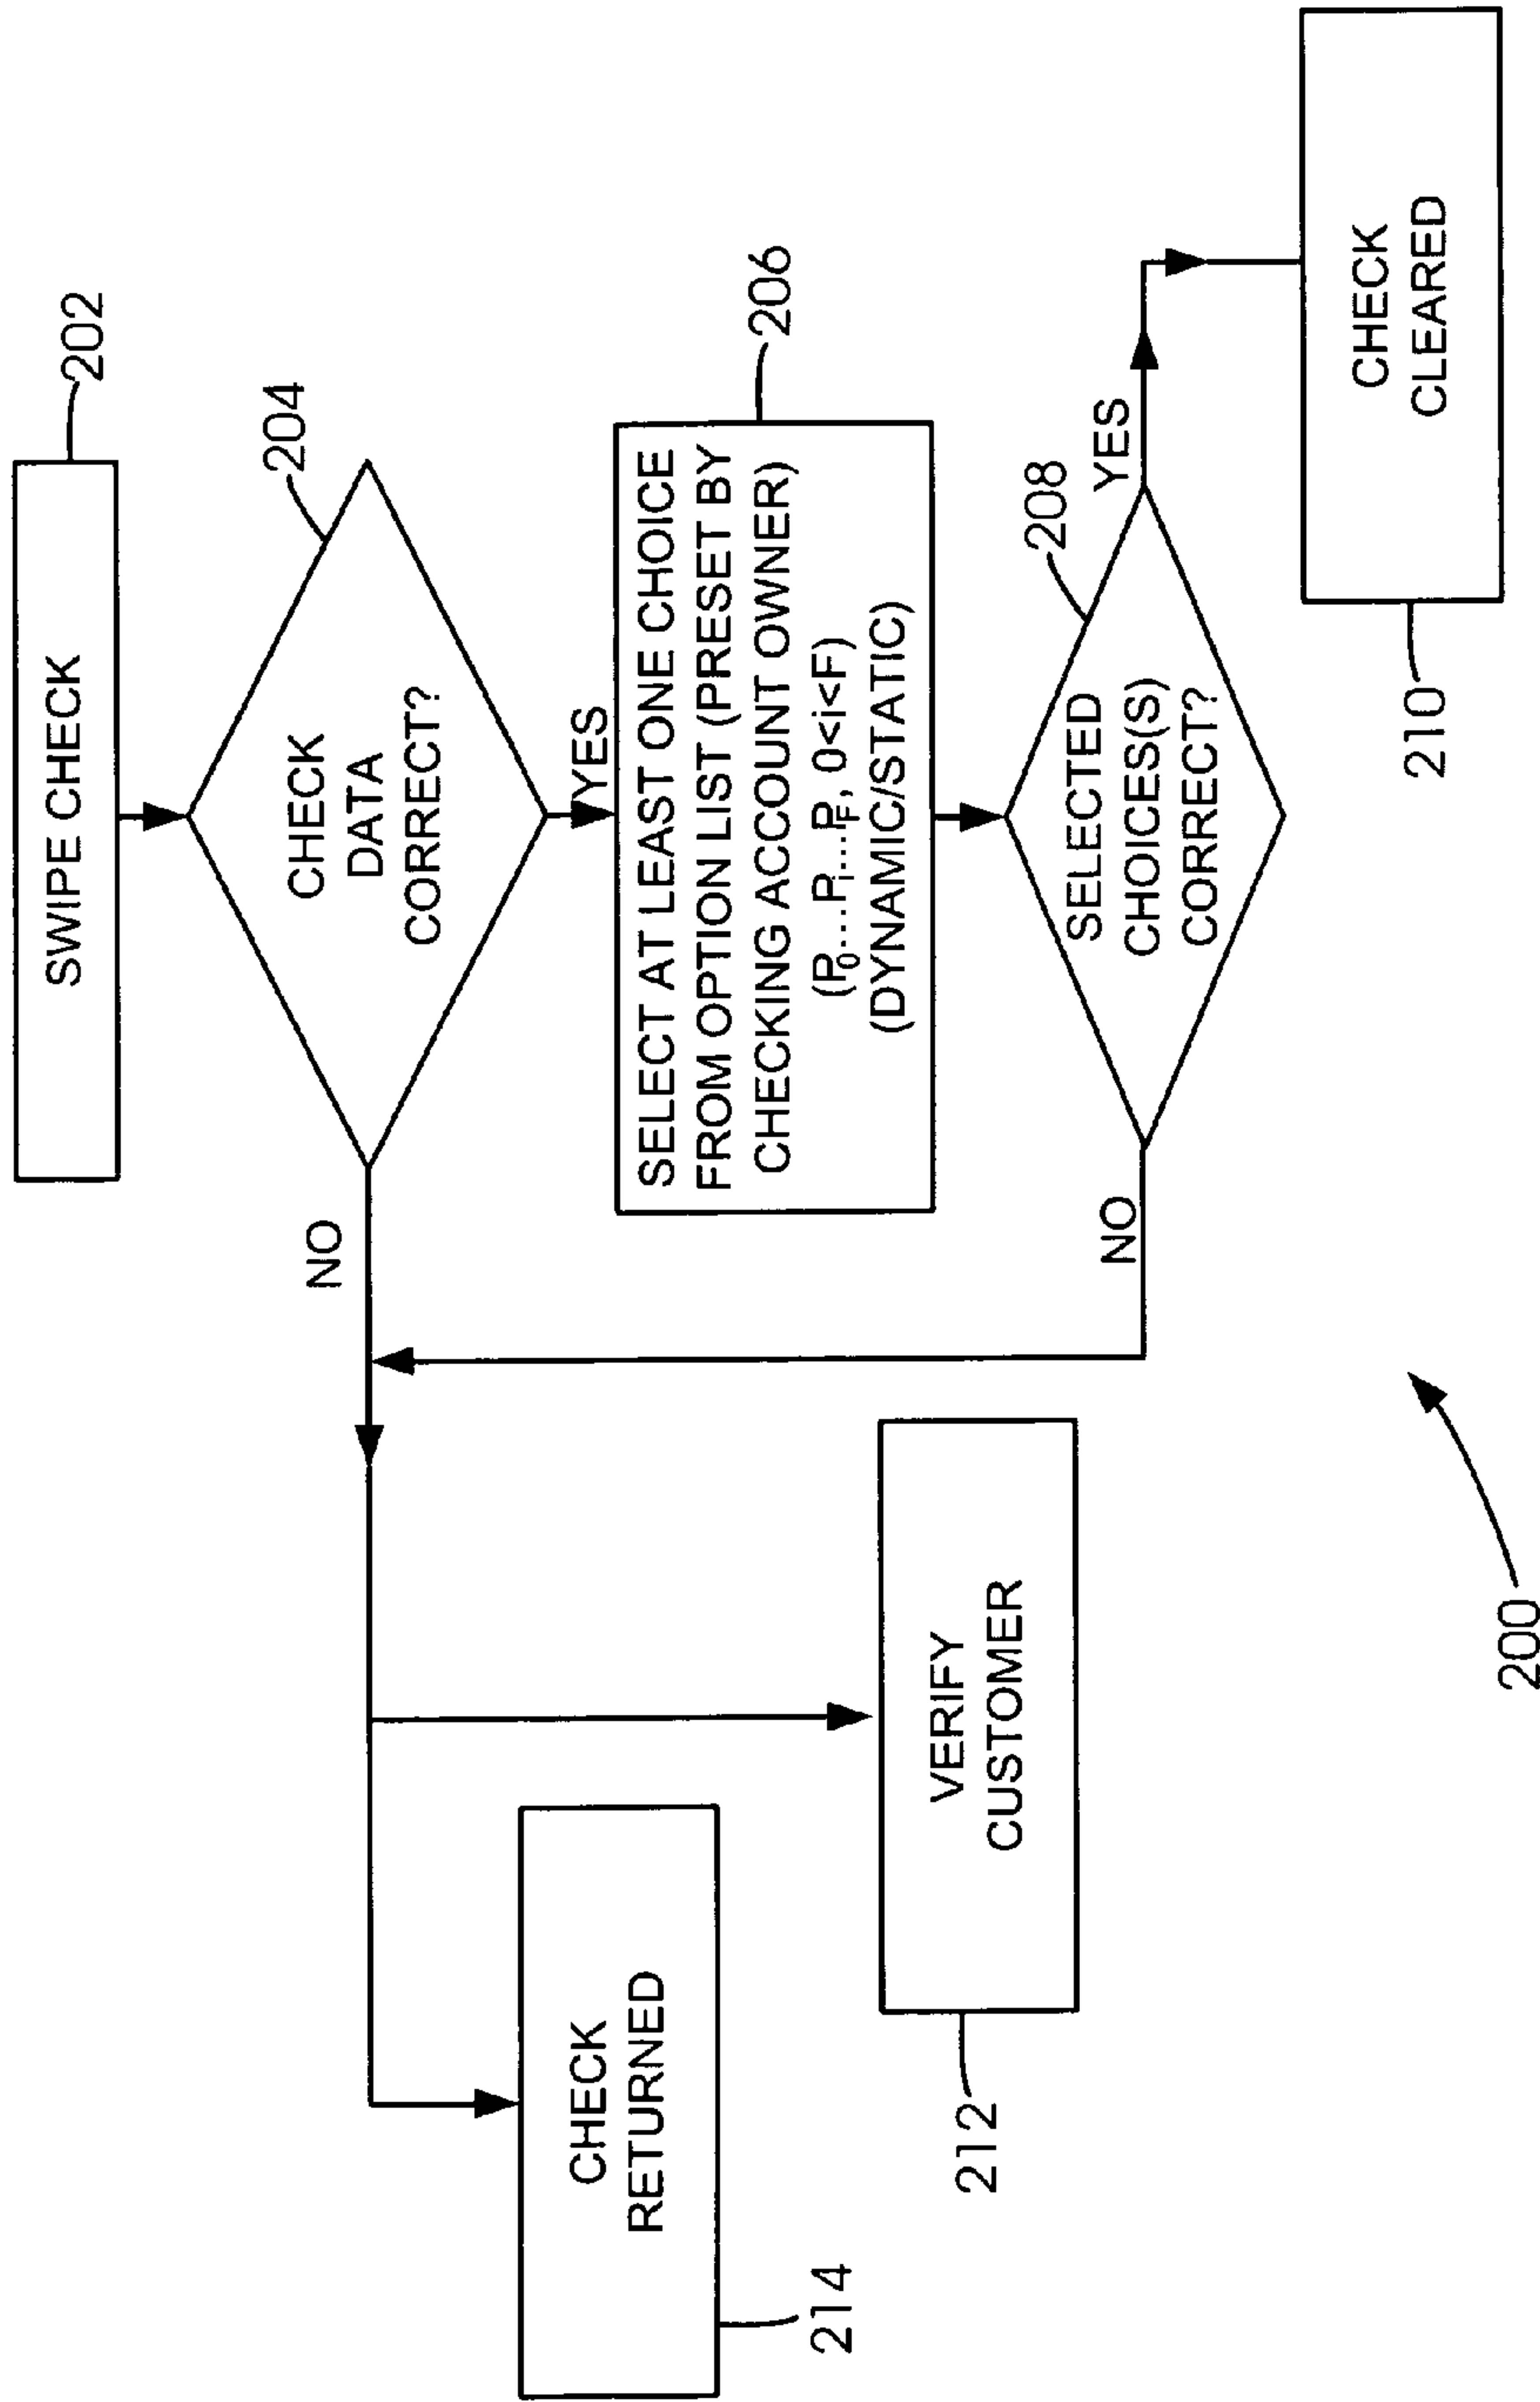 SWIPE CHECK
202
204
CHECK
DATA
CORRECT?
NO
YES
SELECT AT LEAST ONE CHOICE
FROM OPTION LIST (PRESET BY
CHECKING ACCOUNT OWNER)
(P0...Pi...PF, 0<i<F)
(DYNAMIC/STATIC)
206
208
SELECTED
CHOICES(S)
CORRECT?
NO
YES
CHECK
RETURNED
214
VERIFY
CUSTOMER
212
CHECK
CLEARED
210
200